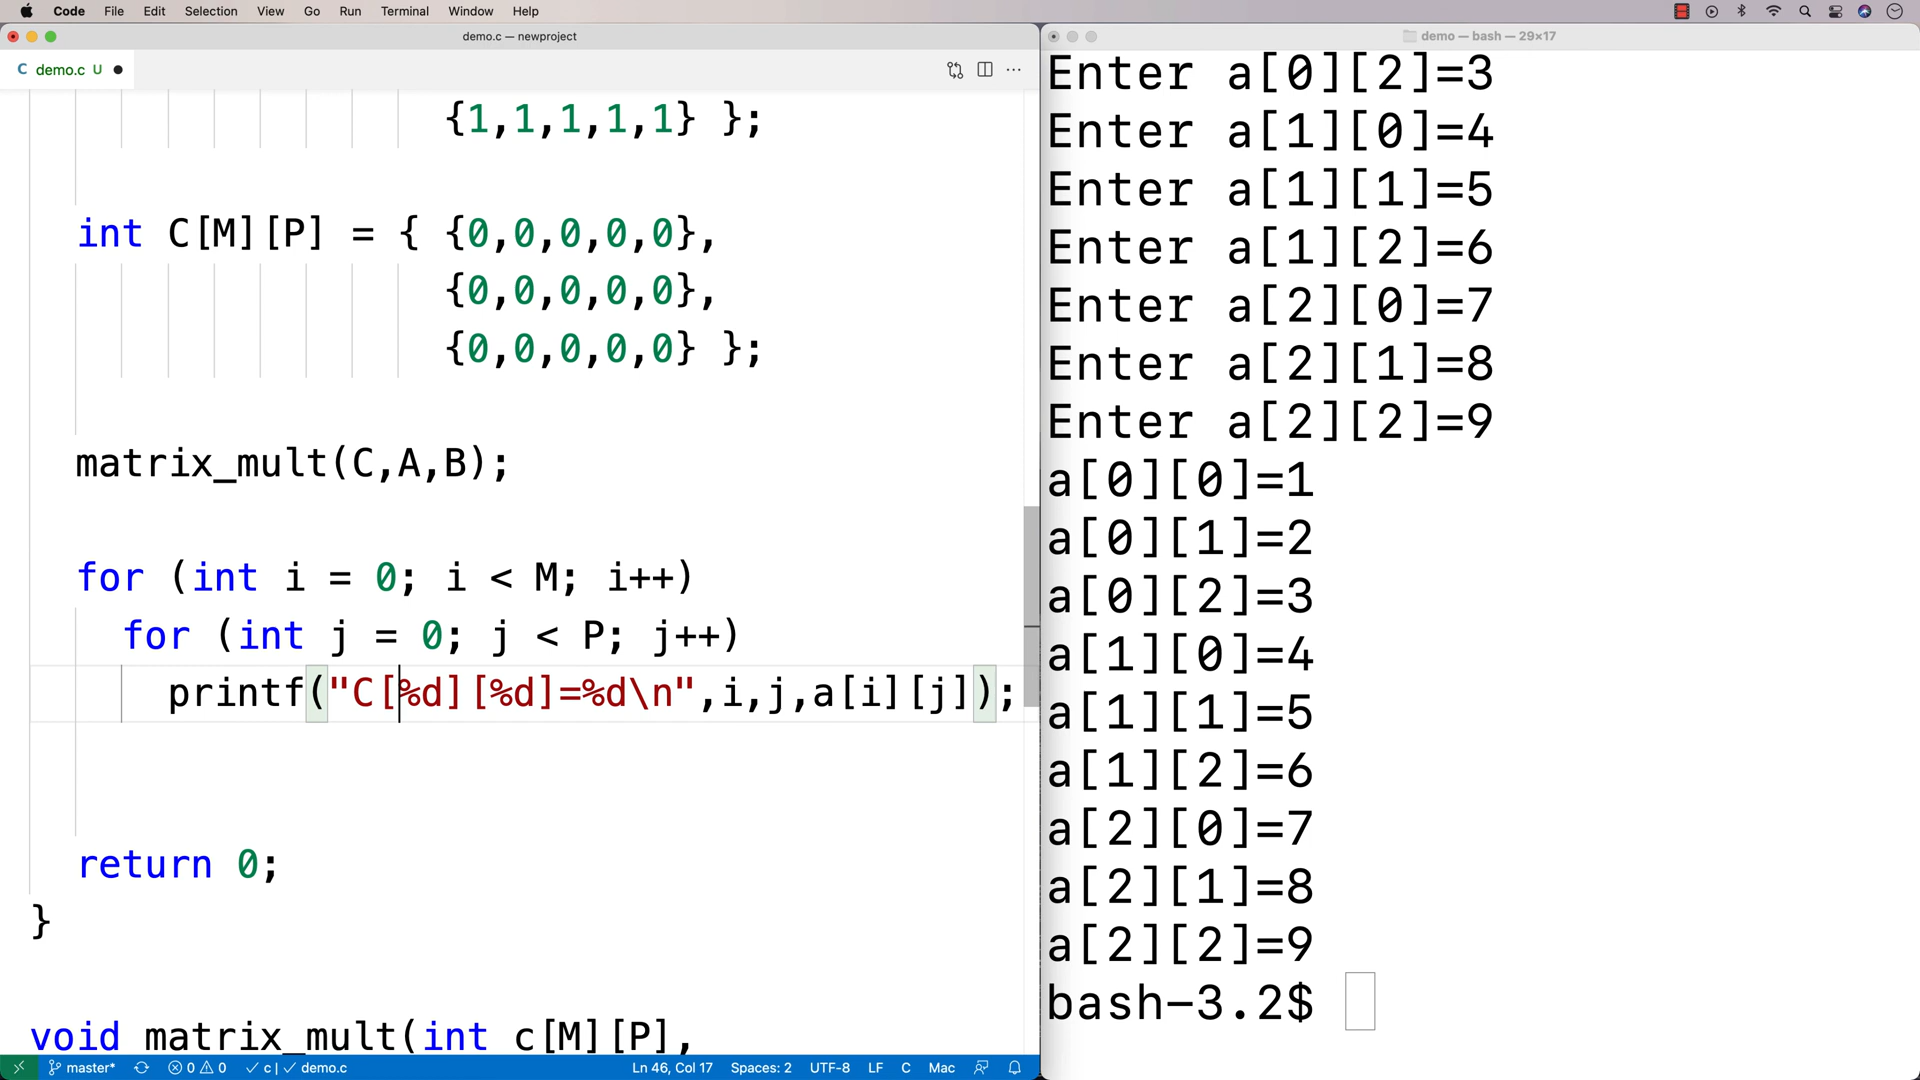 Code File Edit Selection View Go Run Terminal Window Help
demo.c — newproject
C demo.c U
{1,1,1,1,1} };
int C[M][P] = { {0,0,0,0,0},
{0,0,0,0,0},
{0,0,0,0,0} };
matrix_mult(C,A,B);
for (int i = 0; i < M; i++)
for (int j = 0; j < P; j++)
printf("C[%d][%d]=%d\n",i,j,a[i][j]);
return 0;
}
void matrix_mult(int c[M][P],
master* 0 0 c | demo.c Ln 46, Col 17 Spaces: 2 UTF-8 LF C Mac
demo — bash — 29×17
Enter a[0][2]=3
Enter a[1][0]=4
Enter a[1][1]=5
Enter a[1][2]=6
Enter a[2][0]=7
Enter a[2][1]=8
Enter a[2][2]=9
a[0][0]=1
a[0][1]=2
a[0][2]=3
a[1][0]=4
a[1][1]=5
a[1][2]=6
a[2][0]=7
a[2][1]=8
a[2][2]=9
bash-3.2$